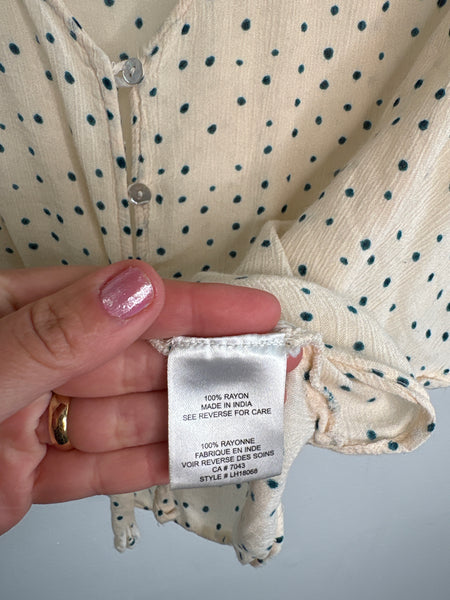 100% RAYON
MADE IN INDIA
SEE REVERSE FOR CARE
100% RAYONNE
FABRIQUE EN INDE
VOIR REVERSE DES SOINS
CA # 7043
STYLE # LH18068